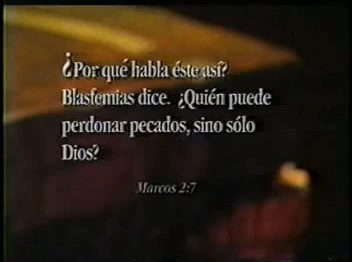 ¿Por qué habla éste así?
Blasfemias dice. ¿Quién puede
perdonar pecados, sino sólo
Dios?
Marcos 2:7